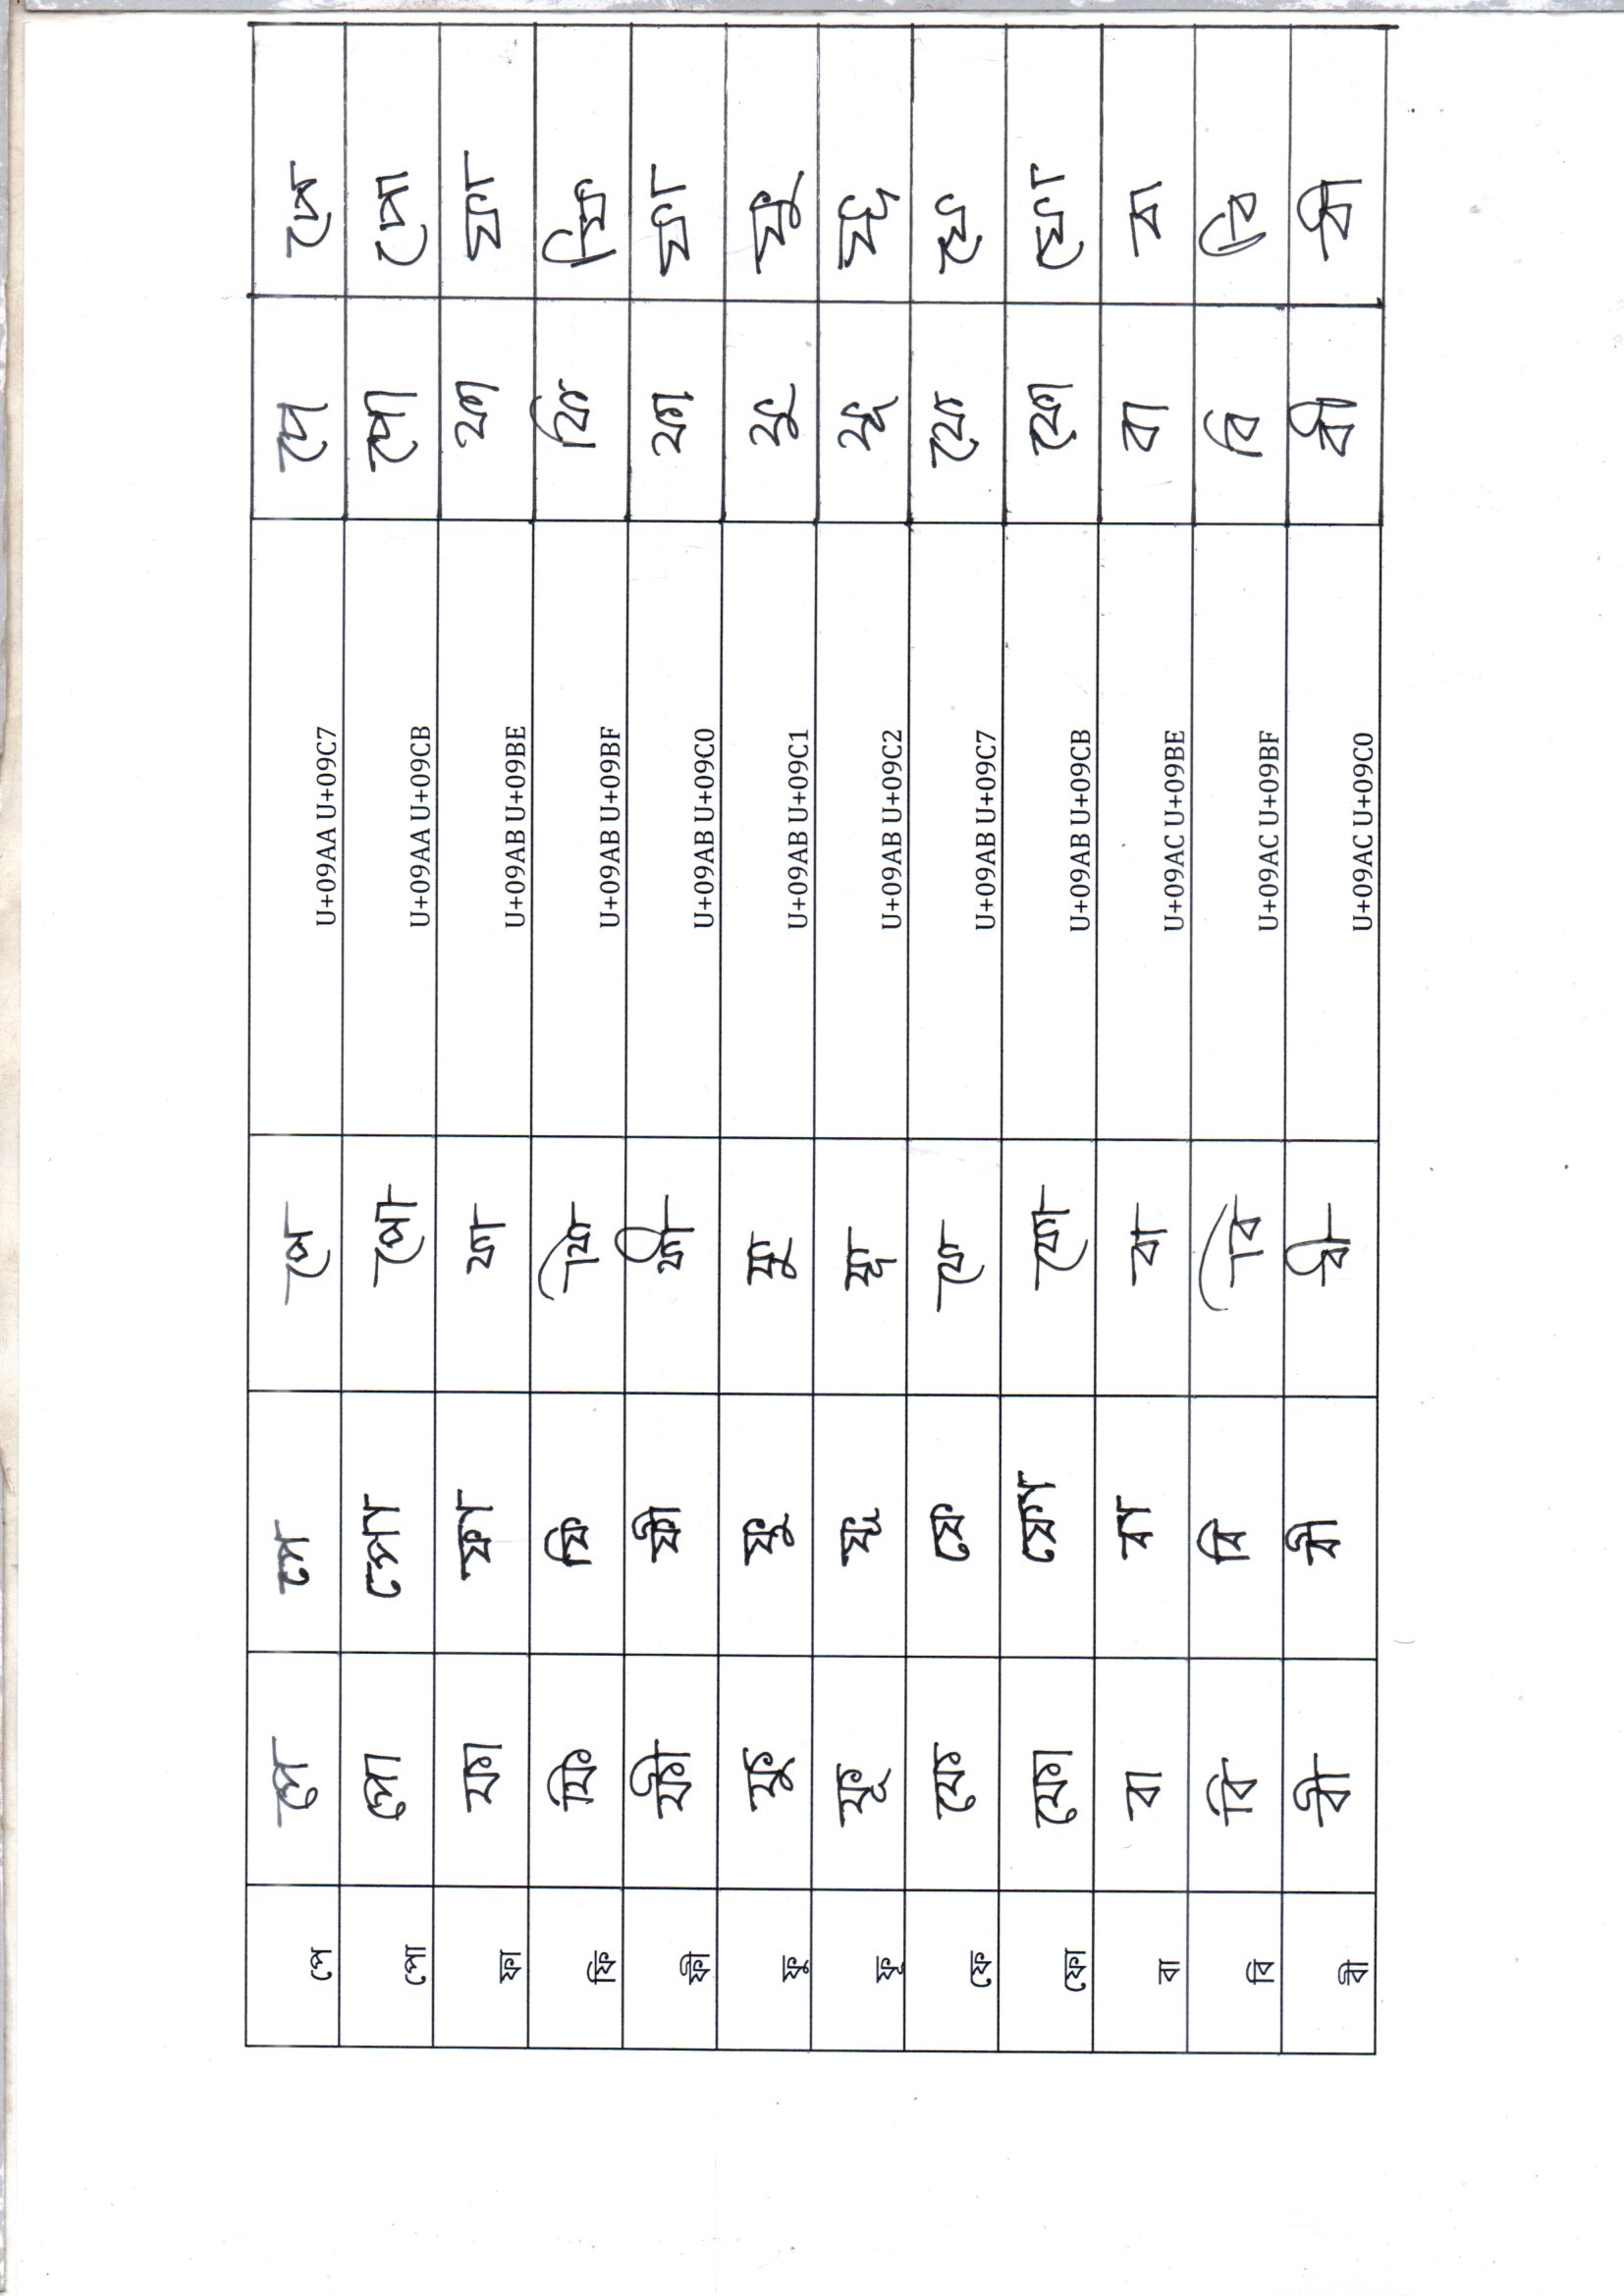 পে পে পে পে U+09AA U+09C7 পে পে
পো পো পো পো U+09AA U+09CB পো পো
ফা ফা ফা ফা U+09AB U+09BE ফা ফা
ফি ফি ফি ফি U+09AB U+09BF ফি ফি
ফী ফী ফী ফী U+09AB U+09C0 ফা ফা
ফু ফু ফু ফু U+09AB U+09C1 ফু ফু
ফূ ফূ ফূ ফূ U+09AB U+09C2 ফূ ফূ
ফে ফে ফে ফে U+09AB U+09C7 ফে ফে
ফো ফো ফো ফো U+09AB U+09CB ফো ফো
বা বা বা বা U+09AC U+09BE বা বা
বি বি বি বি U+09AC U+09BF বি বি
বী বী বী বী U+09AC U+09C0 বী বী